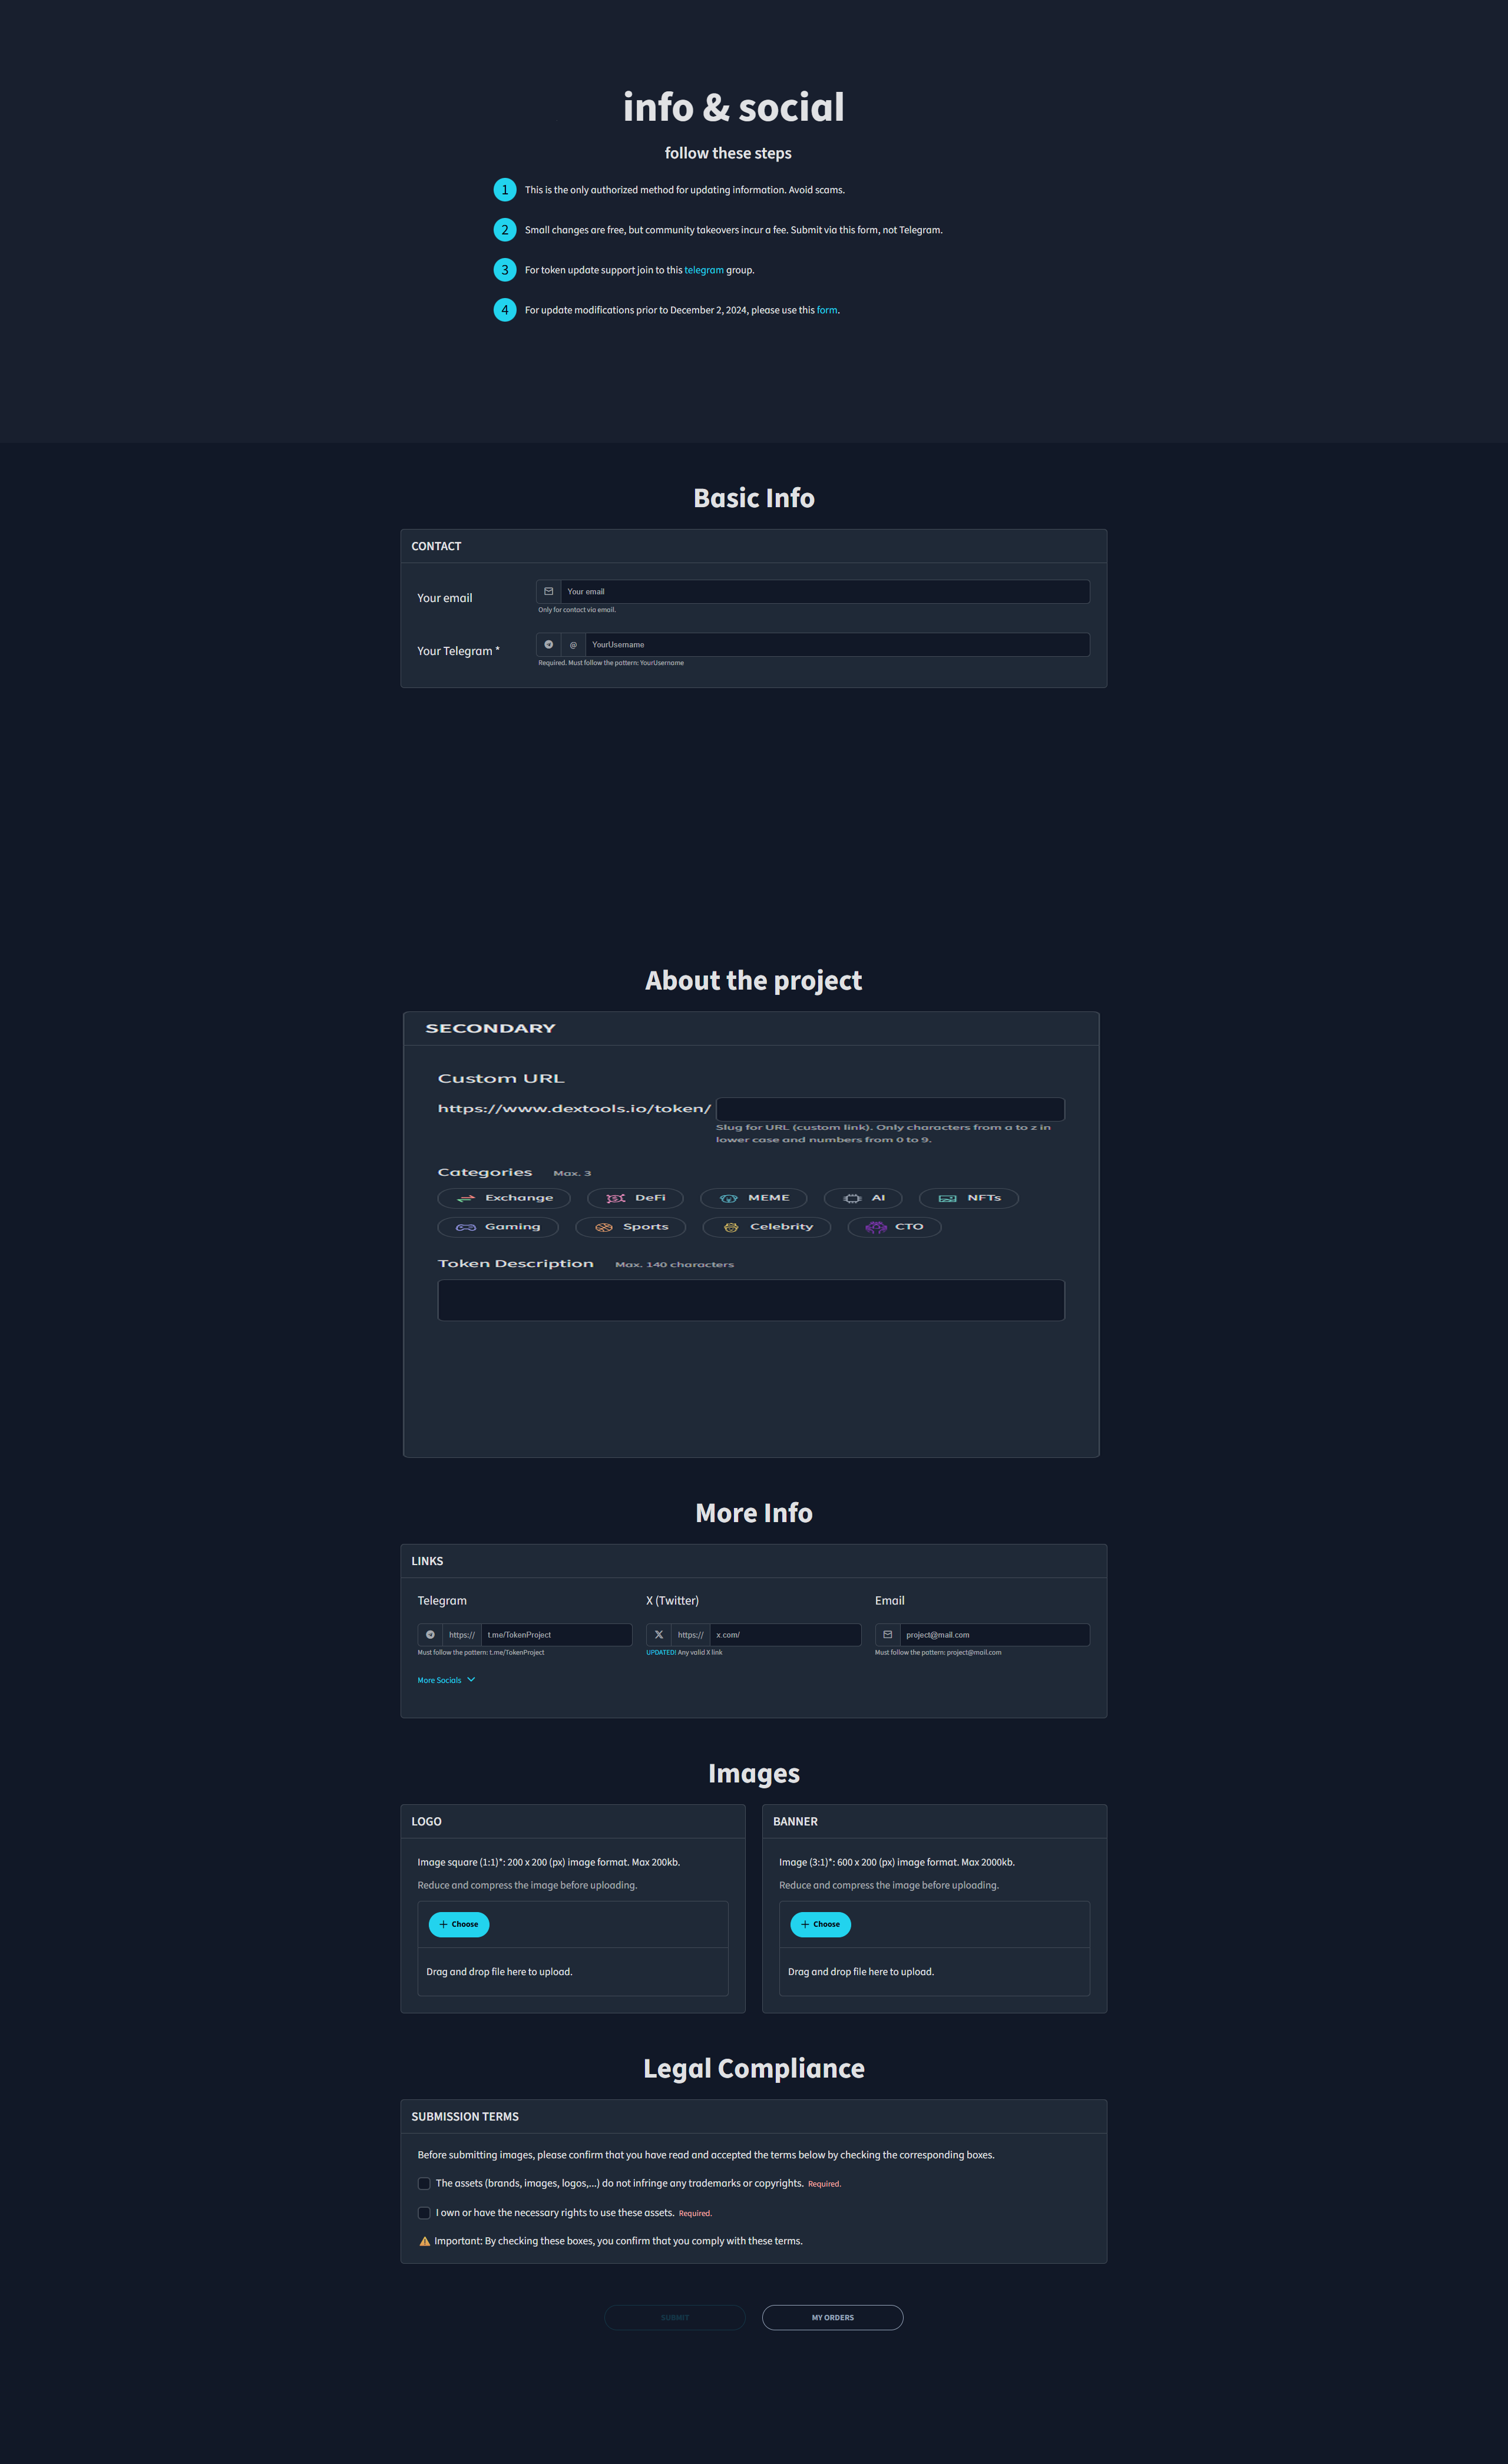 info & social
follow these steps
1 This is the only authorized method for updating information. Avoid scams.
2 Small changes are free, but community takeovers incur a fee. Submit via this form, not Telegram.
3 For token update support join to this telegram group.
4 For update modifications prior to December 2, 2024, please use this form.
Basic Info
CONTACT
Your email
Your email
Only for contact via email.
Your Telegram *
@ YourUsername
Required. Must follow the pattern: YourUsername
About the project
SECONDARY
Custom URL
https://www.dextools.io/token/
Slug for URL (custom link). Only characters from a to z in
lower case and numbers from 0 to 9.
Categories Max. 3
Exchange DeFi MEME AI NFTs
Gaming Sports Celebrity CTO
Token Description Max. 140 characters
More Info
LINKS
Telegram X (Twitter) Email
https:// t.me/TokenProject https:// x.com/ project@mail.com
Must follow the pattern: t.me/TokenProject UPDATED! Any valid X link Must follow the pattern: project@mail.com
More Socials
Images
LOGO
Image square (1:1)*: 200 x 200 (px) image format. Max 200kb.
Reduce and compress the image before uploading.
+ Choose
Drag and drop file here to upload.
BANNER
Image (3:1)*: 600 x 200 (px) image format. Max 2000kb.
Reduce and compress the image before uploading.
+ Choose
Drag and drop file here to upload.
Legal Compliance
SUBMISSION TERMS
Before submitting images, please confirm that you have read and accepted the terms below by checking the corresponding boxes.
The assets (brands, images, logos,...) do not infringe any trademarks or copyrights. Required.
I own or have the necessary rights to use these assets. Required.
Important: By checking these boxes, you confirm that you comply with these terms.
SUBMIT MY ORDERS